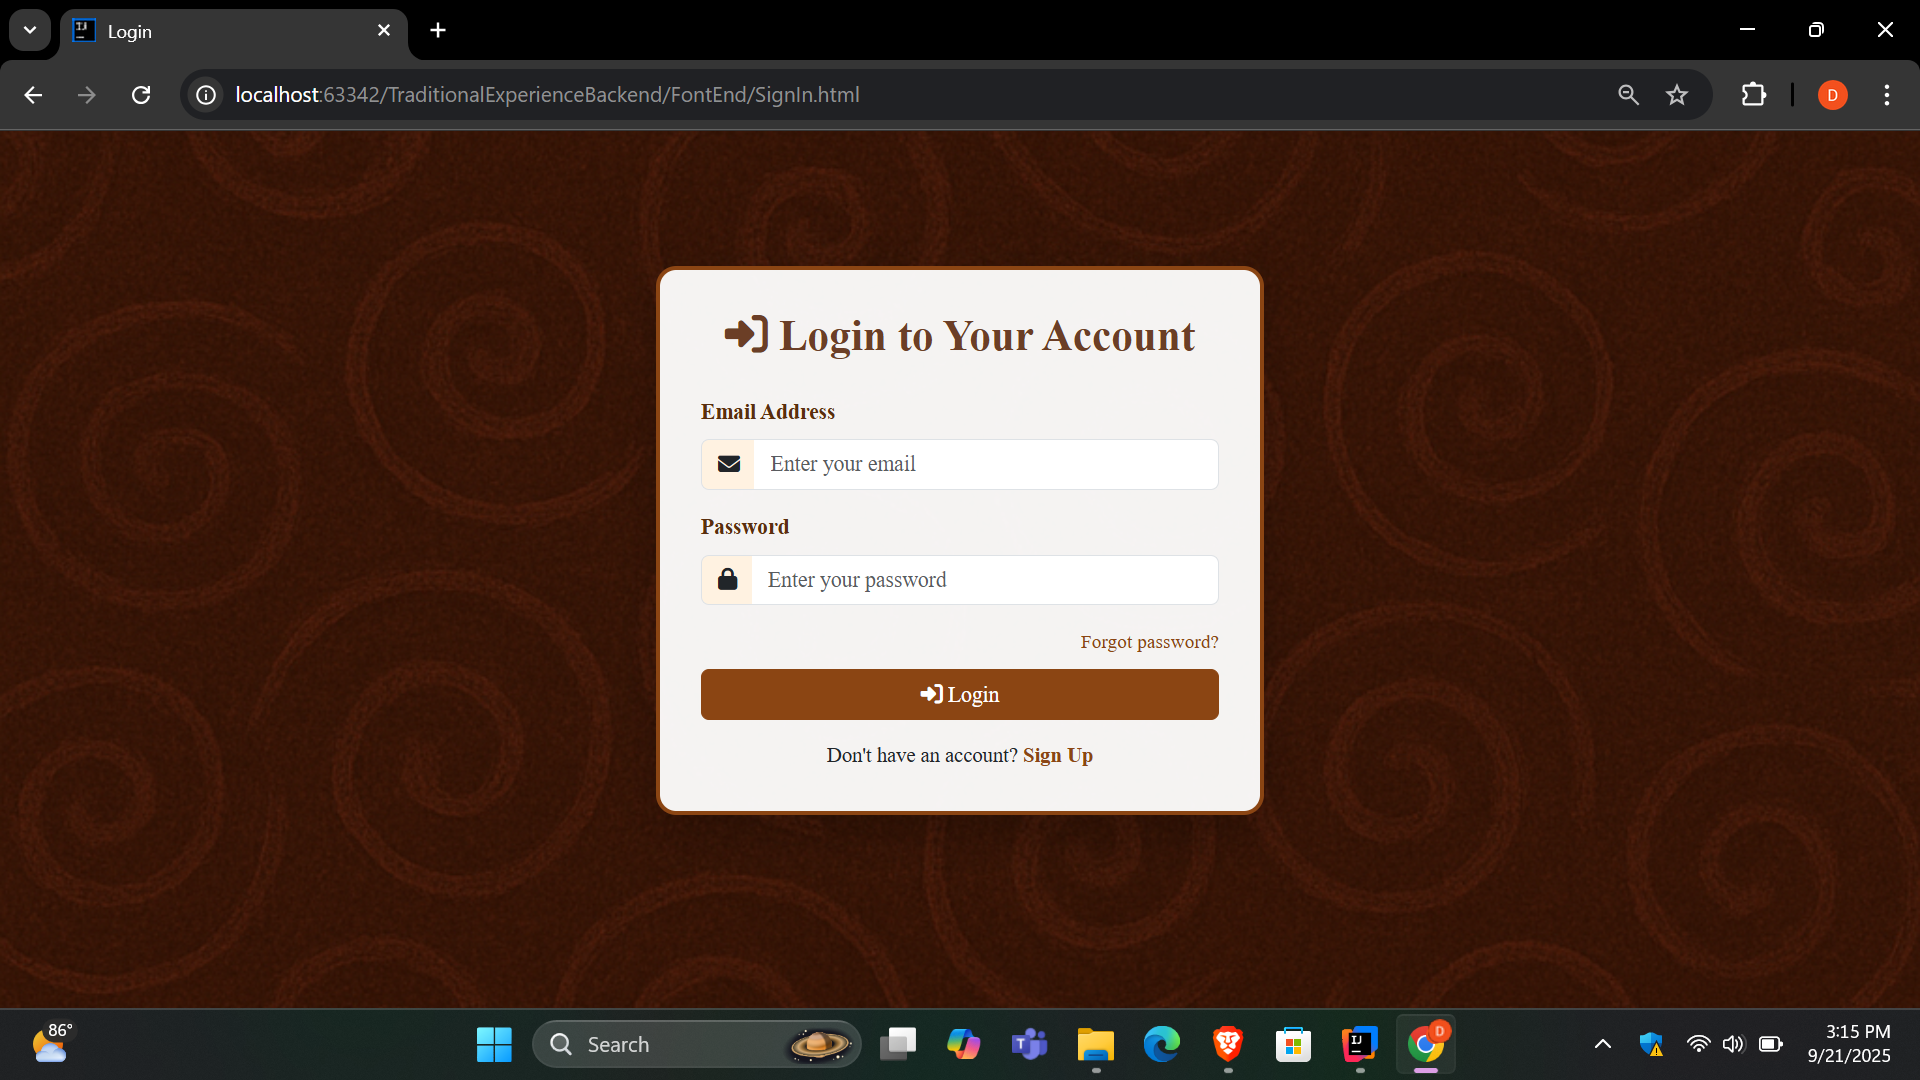 Login
localhost:63342/TraditionalExperienceBackend/FontEnd/SignIn.html
D
Login to Your Account
Email Address
Enter your email
Password
Enter your password
Forgot password?
Login
Don't have an account? Sign Up
86°
Search
T
IJ
D
3:15 PM
9/21/2025